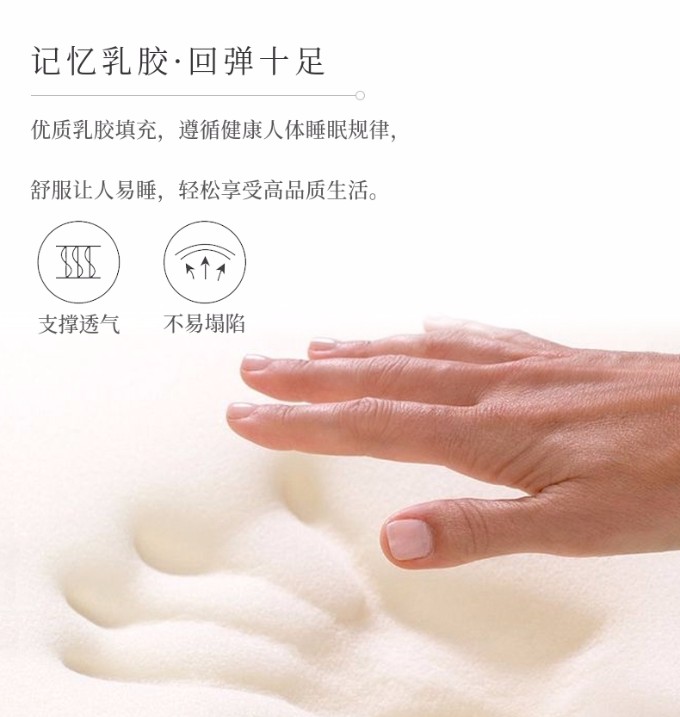 记忆乳胶·回弹十足
优质乳胶填充，遵循健康人体睡眠规律，
舒服让人易睡，轻松享受高品质生活。
支撑透气
不易塌陷